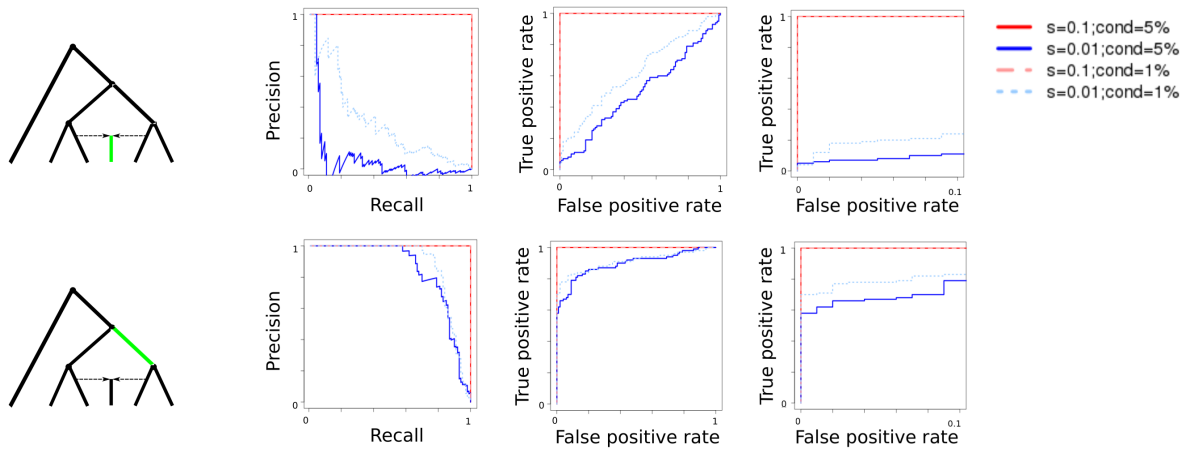 1
Precision
0
0
1
Recall
1
True positive rate
0
0
1
False positive rate
1
True positive rate
0
0
0.1
False positive rate
s=0.1;cond=5%
s=0.01;cond=5%
s=0.1;cond=1%
s=0.01;cond=1%
1
Precision
0
0
1
Recall
1
True positive rate
0
0
1
False positive rate
1
True positive rate
0
0
0.1
False positive rate